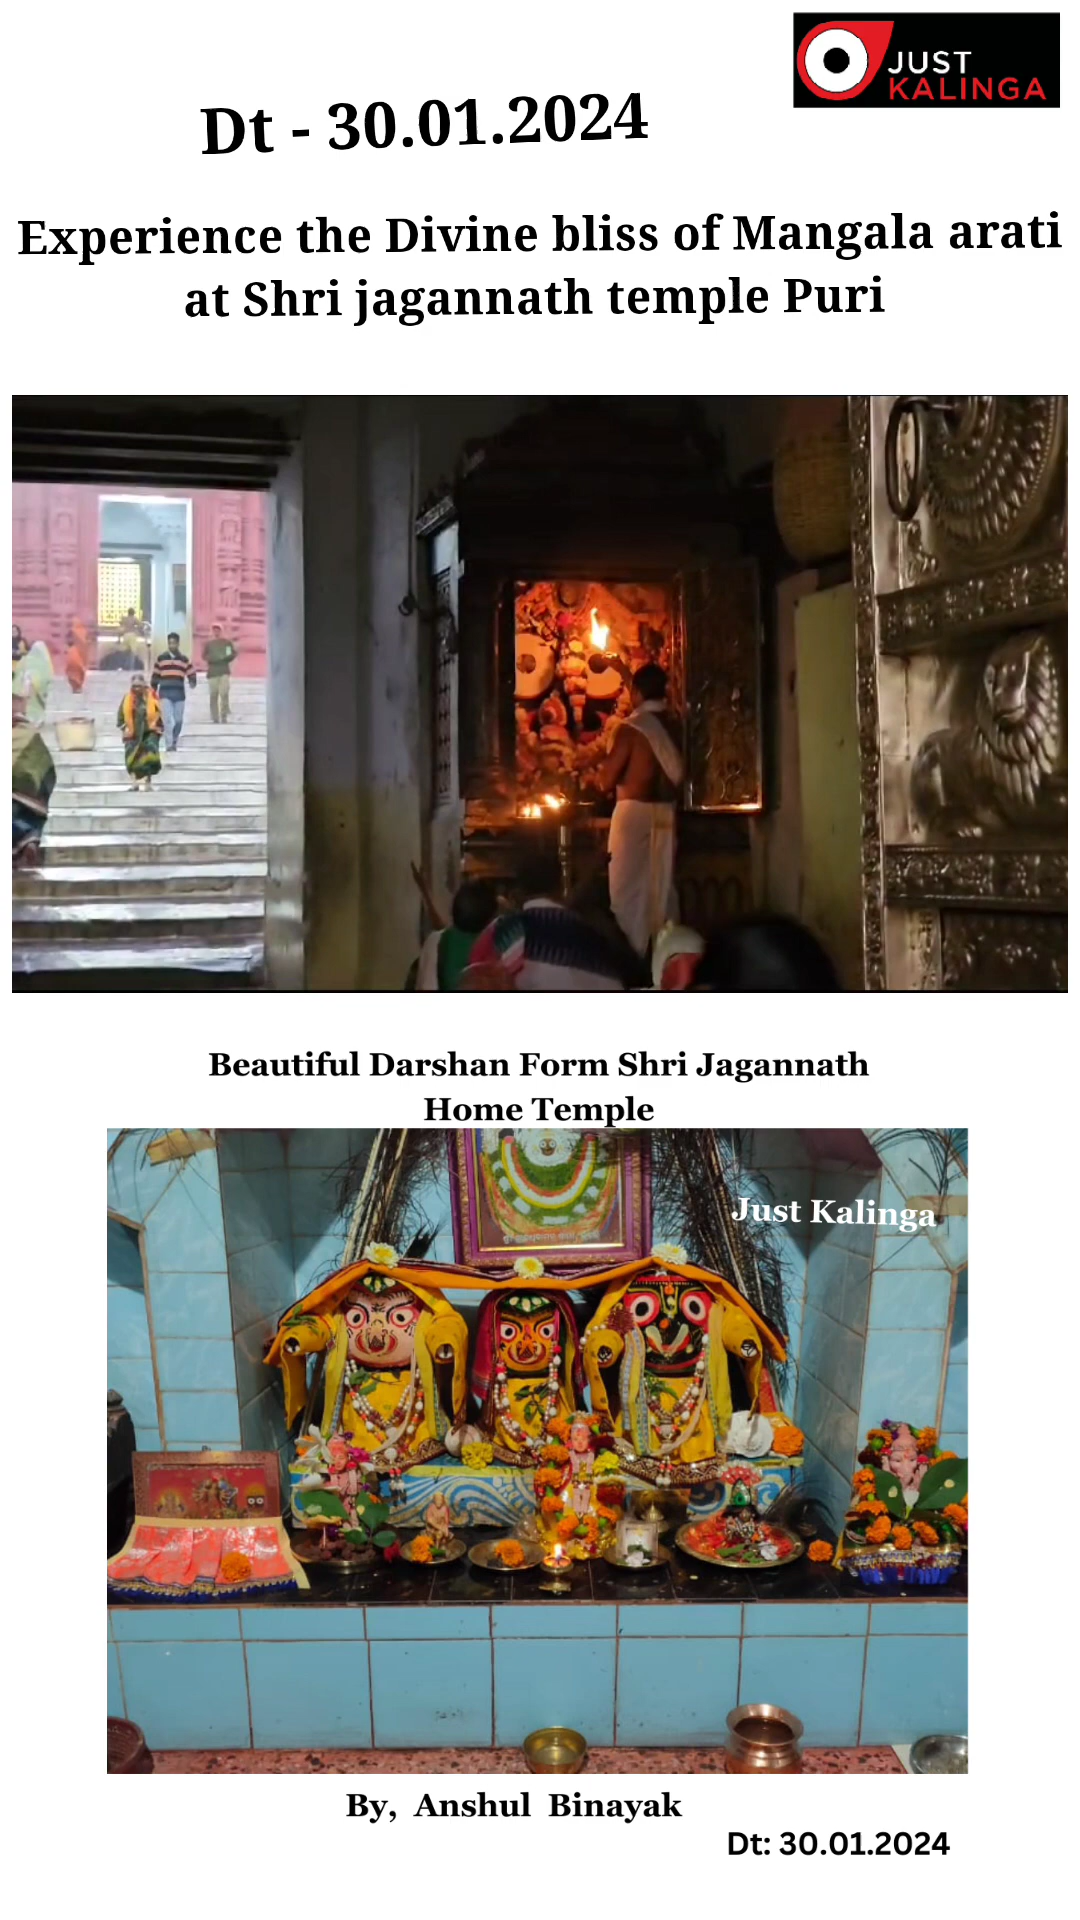 JUST
KALINGA
Dt - 30.01.2024
Experience the Divine bliss of Mangala arati
at Shri jagannath temple Puri
Beautiful Darshan Form Shri Jagannath
Home Temple
Just Kalinga
By, Anshul Binayak
Dt: 30.01.2024